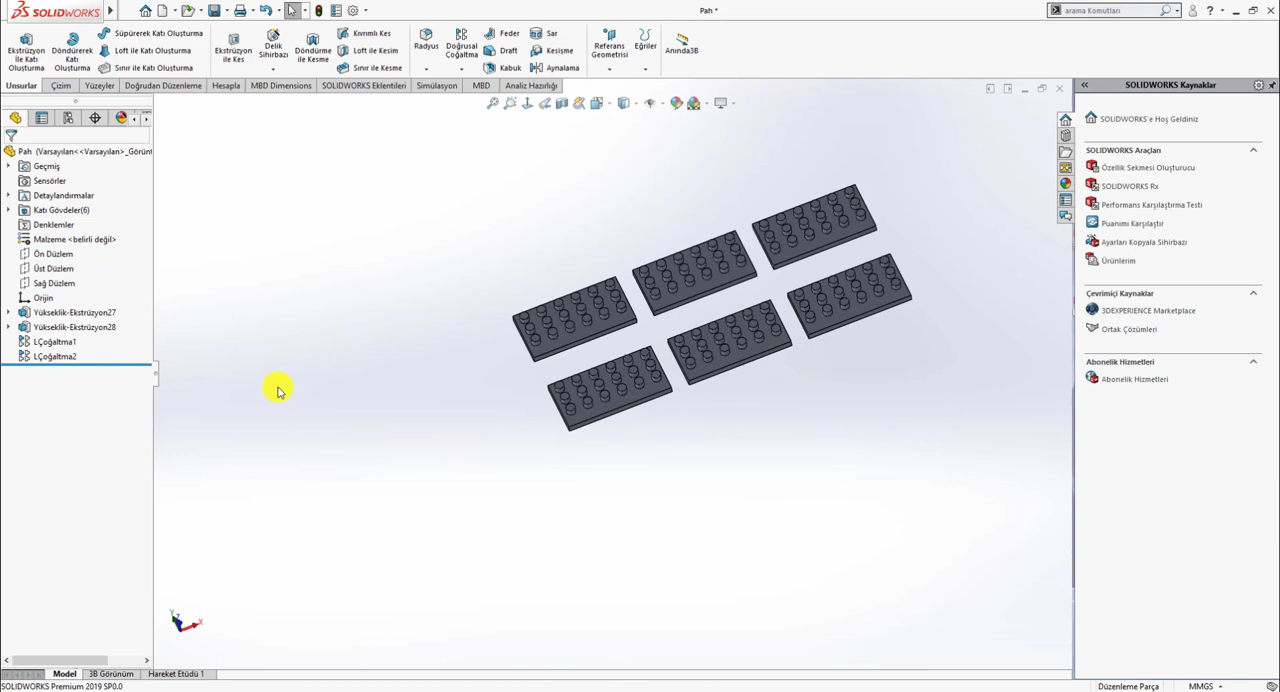 SOLIDWORKS
Pah *
arama Komutları
Ekstrüzyon İle Katı Oluşturma
Döndürerek Katı Oluşturma
Süpürerek Katı Oluşturma
Loft ile Katı Oluşturma
Sınır ile Katı Oluşturma
Ekstrüzyon ile Kes
Delik Sihirbazı
Döndürme ile Kesme
Kıvrımlı Kes
Loft ile Kesim
Sınır ile Kesme
Radyus
Doğrusal Çoğaltma
Feder
Draft
Kabuk
Sar
Kesişme
Aynalama
Referans Geometrisi
Eğriler
Anında3B
Unsurlar
Çizim
Yüzeyler
Doğrudan Düzenleme
Hesapla
MBD Dimensions
SOLIDWORKS Eklentileri
Simülasyon
MBD
Analiz Hazırlığı
Pah (Varsayılan<<Varsayılan>_Görünt
Geçmiş
Sensörler
Detaylandırmalar
Katı Gövdeler(6)
Denklemler
Malzeme <belirli değil>
Ön Düzlem
Üst Düzlem
Sağ Düzlem
Orijin
Yükseklik-Ekstrüzyon27
Yükseklik-Ekstrüzyon28
LÇoğaltma1
LÇoğaltma2
Y
Z
X
SOLIDWORKS Kaynaklar
SOLIDWORKS'e Hoş Geldiniz
SOLIDWORKS Araçları
Özellik Sekmesi Oluşturucu
SOLIDWORKS Rx
Performans Karşılaştırma Testi
Puanımı Karşılaştır
Ayarları Kopyala Sihirbazı
Ürünlerim
Çevrimiçi Kaynaklar
3DEXPERIENCE Marketplace
Ortak Çözümleri
Abonelik Hizmetleri
Abonelik Hizmetleri
Model
3B Görünüm
Hareket Etüdü 1
SOLIDWORKS Premium 2019 SP0.0
Düzenleme Parça
MMGS